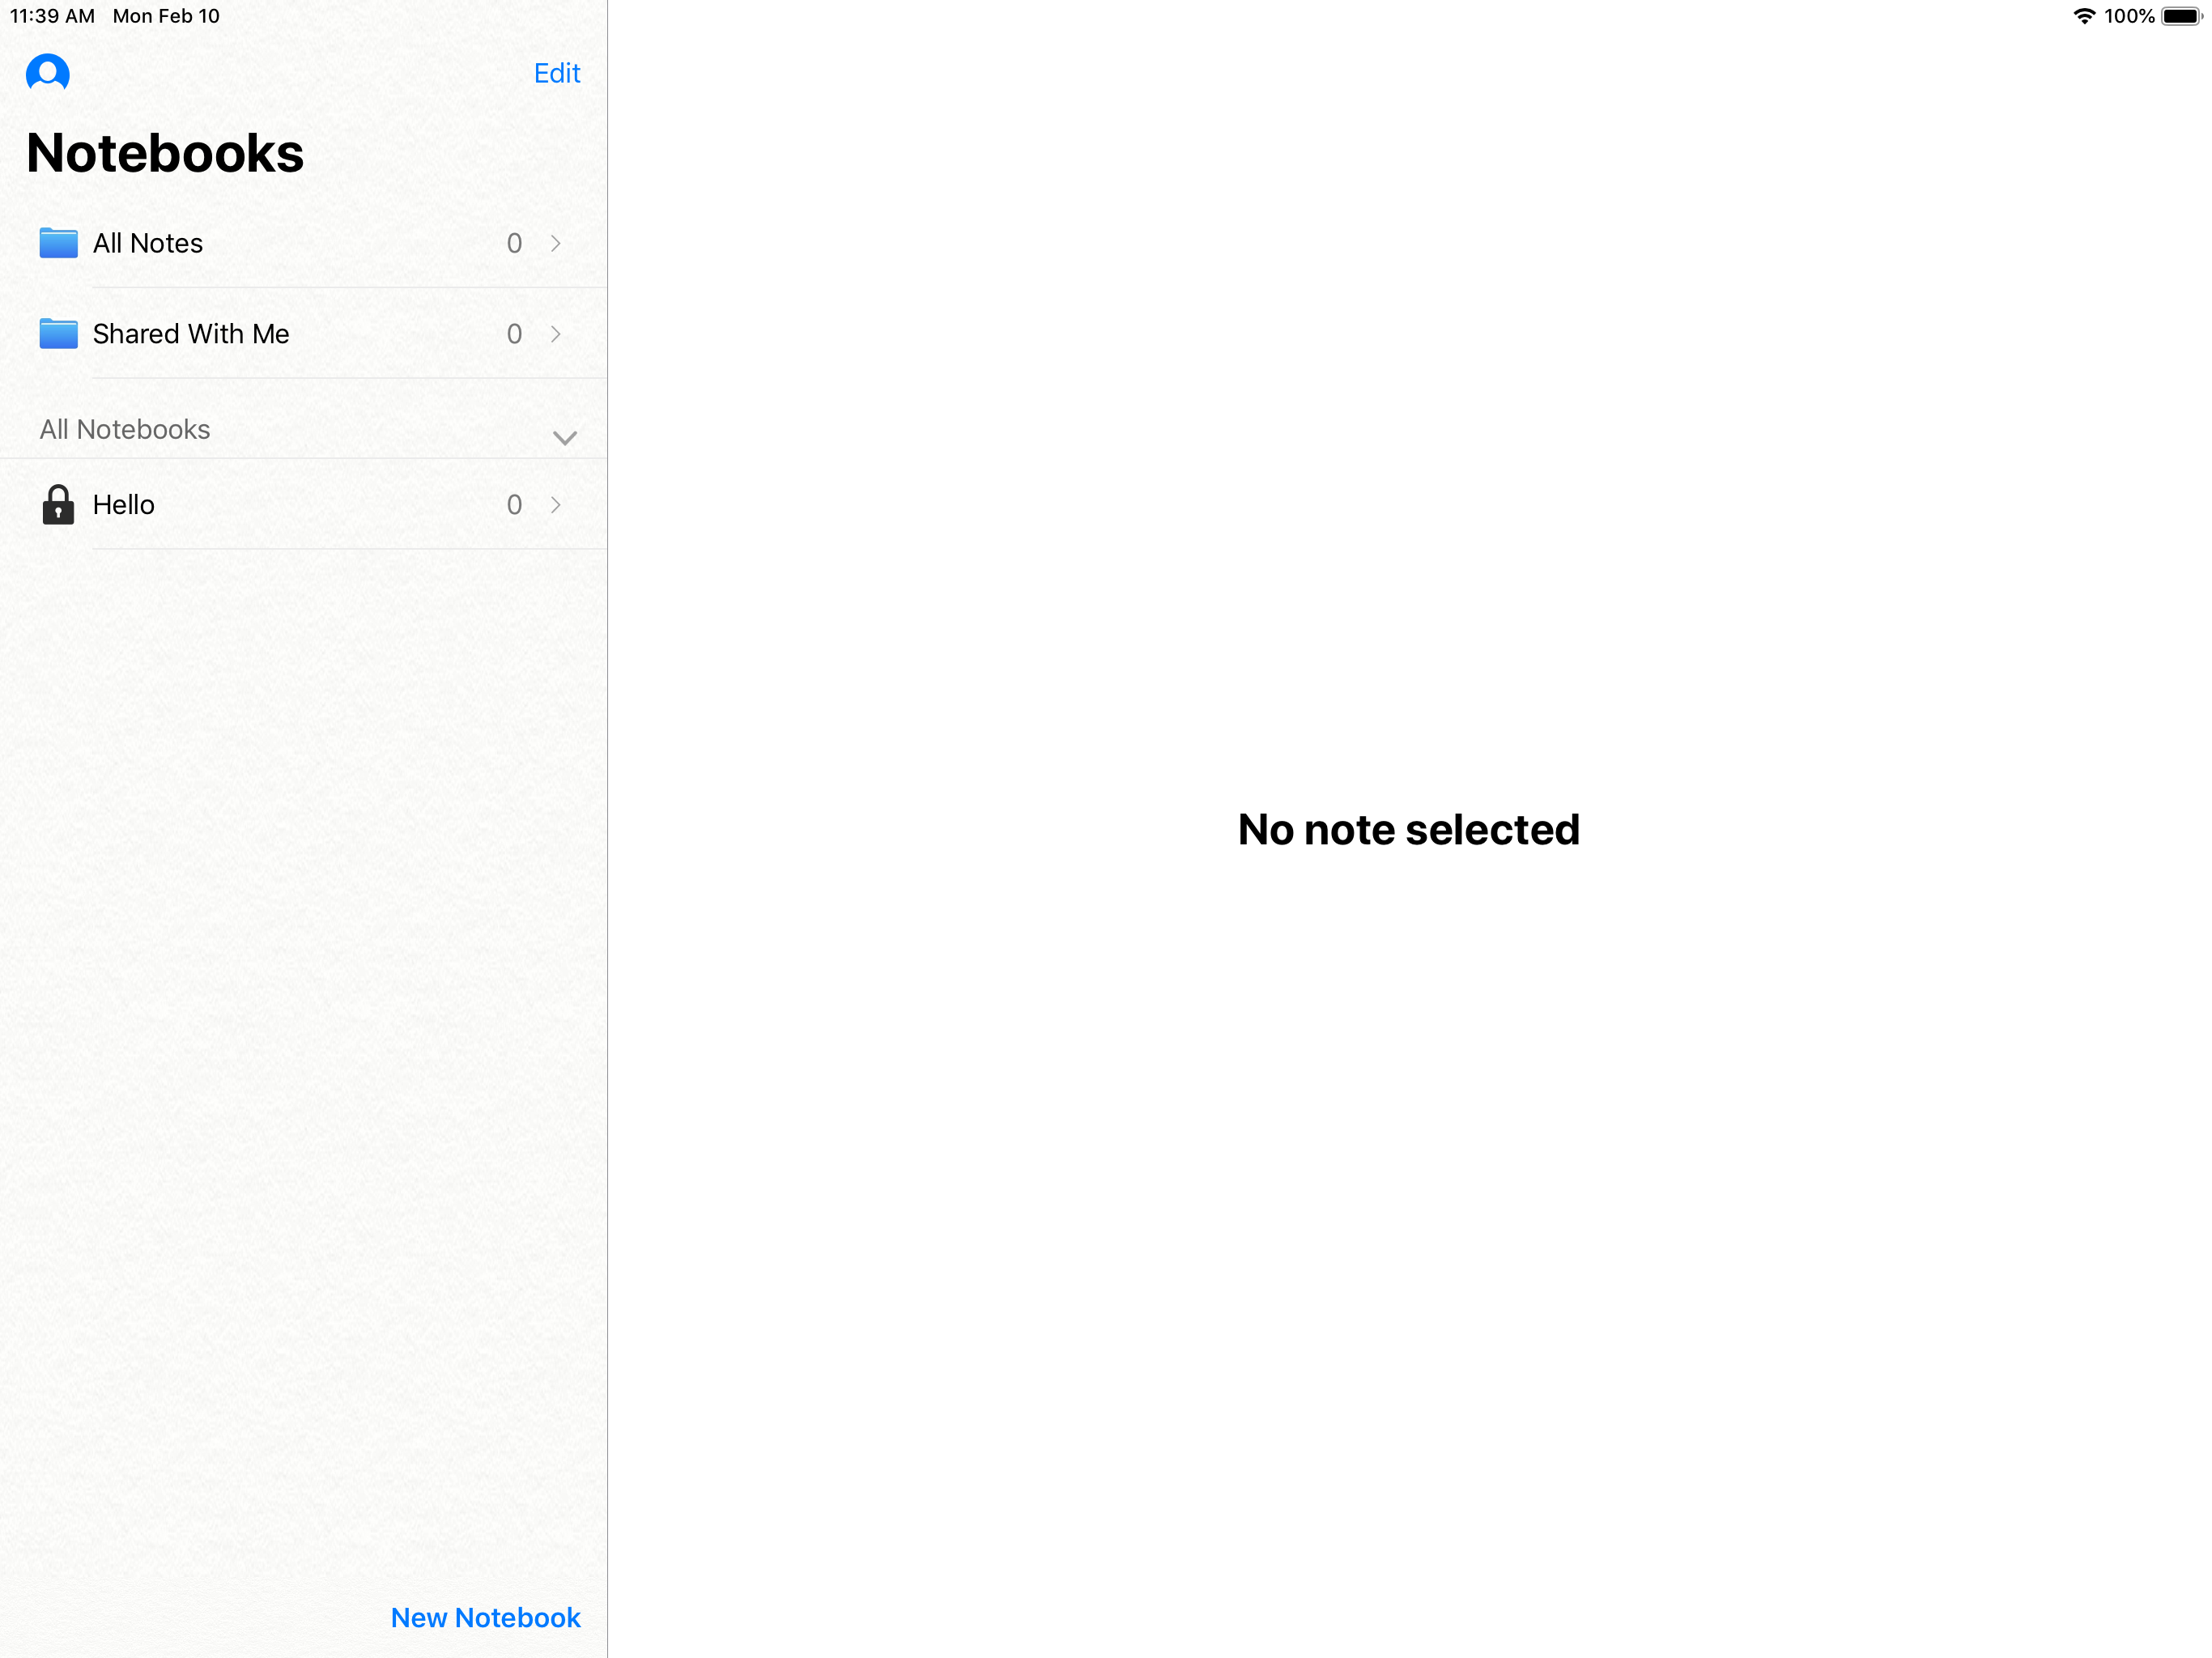 11:39 AM Mon Feb 10
100%
Edit
Notebooks
All Notes 0
Shared With Me 0
All Notebooks
Hello 0
No note selected
New Notebook